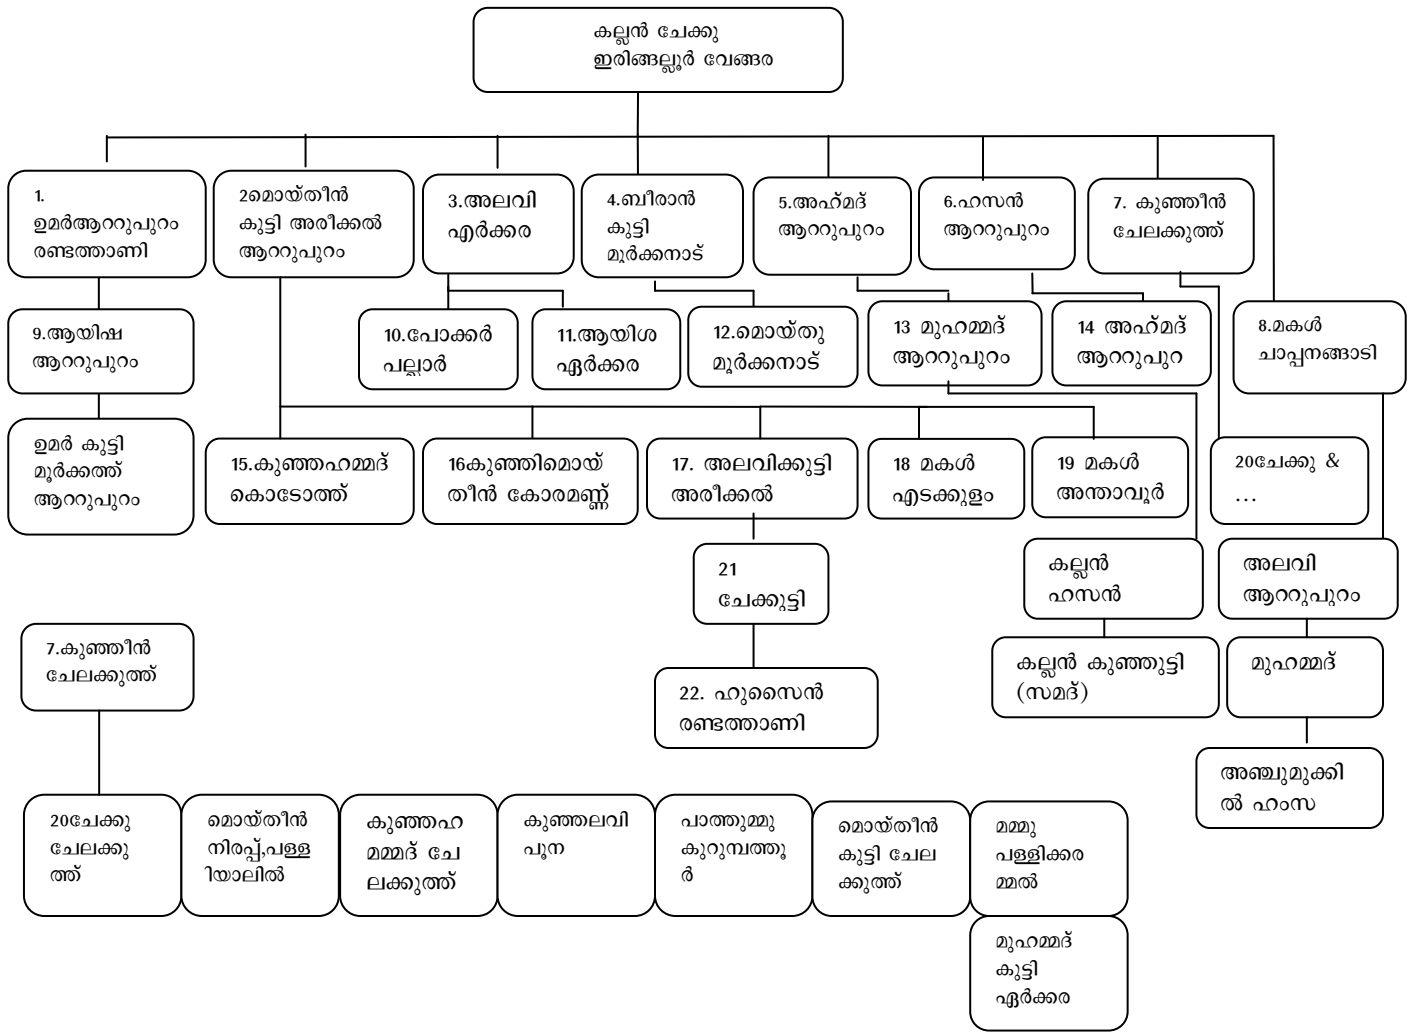 കല്ലൻ ചേക്കു
ഇരിങ്ങല്ലൂർ വേങ്ങര
1.
ഉമർആററുപുറം
രണ്ടത്താണി
2മൊയ്തീൻ
കുട്ടി അരീക്കൽ
ആററുപുറം
3.അലവി
എർക്കര
4.ബീരാൻ
കുട്ടി
മൂർക്കനാട്
5.അഹ്മദ്
ആററുപുറം
6.ഹസൻ
ആററുപുറം
7. കുഞ്ഞീൻ
ചേലക്കുത്ത്
8.മകൾ
ചാപ്പനങ്ങാടി
9.ആയിഷ
ആററുപുറം
10.പോക്കർ
പല്ലാർ
11.ആയിശ
ഏർക്കര
12.മൊയ്തു
മൂർക്കനാട്
13 മുഹമ്മദ്
ആററുപുറം
14 അഹ്മദ്
ആററുപുറ
ഉമർ കുട്ടി
മൂർക്കത്ത്
ആററുപുറം
15.കുഞ്ഞഹമ്മദ്
കൊടോത്ത്
16കുഞ്ഞിമൊയ്
തീൻ കോരമണ്ണ്
17. അലവിക്കുട്ടി
അരീക്കൽ
18 മകൾ
എടക്കുളം
19 മകൾ
അന്താവൂർ
20ചേക്കു &
...
21
ചേക്കുട്ടി
കല്ലൻ
ഹസൻ
അലവി
ആററുപുറം
7.കുഞ്ഞീൻ
ചേലക്കുത്ത്
22. ഹുസൈൻ
രണ്ടത്താണി
കല്ലൻ കുഞ്ഞുട്ടി
(സമദ്)
മുഹമ്മദ്
അഞ്ചുമുക്കി
ൽ ഹംസ
20ചേക്കു
ചേലക്കു
ത്ത്
മൊയ്തീൻ
നിരപ്പ്,പള്ള
ിയാലിൽ
കുഞ്ഞഹ
മമ്മദ് ചേ
ലക്കുത്ത്
കുഞ്ഞലവി
പൂന
പാത്തുമ്മു
കുറുമ്പത്തൂ
ർ
മൊയ്തീൻ
കുട്ടി ചേല
ക്കുത്ത്
മമ്മു
പള്ളിക്കര
മ്മൽ
മുഹമ്മദ്
കുട്ടി
ഏർക്കര